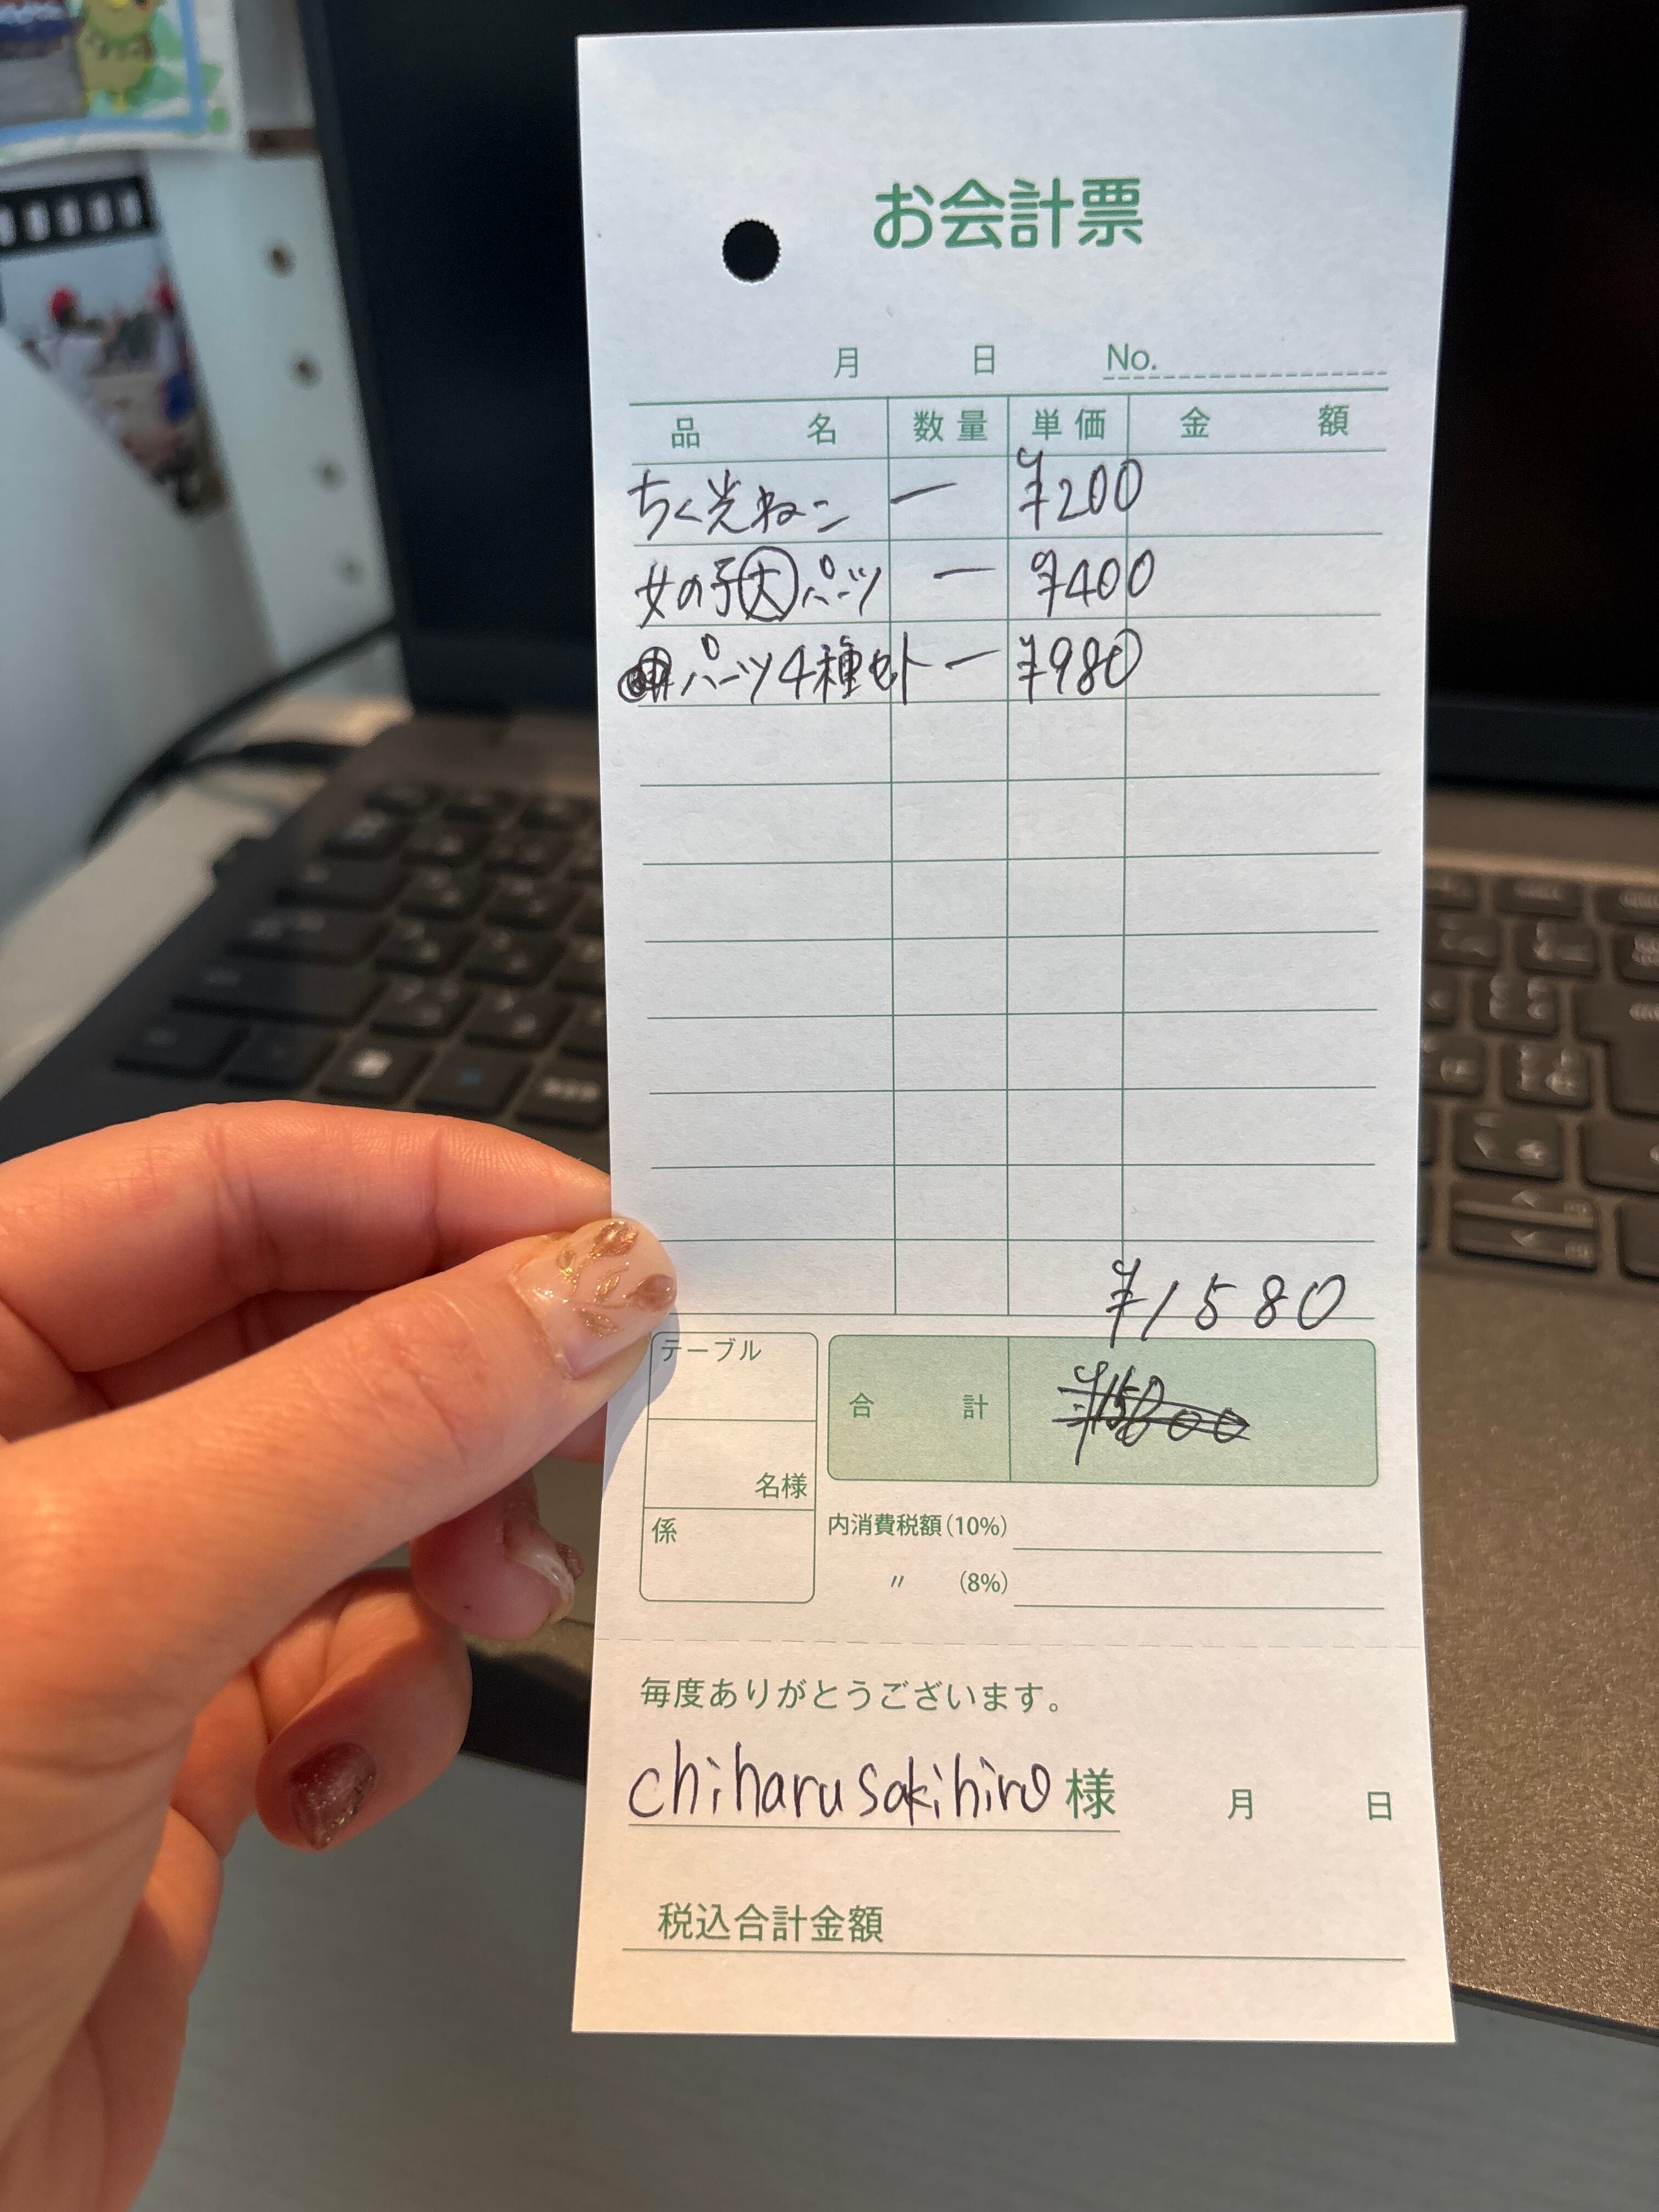 お会計票
月 日 No.
品名 数量 単価 金額
ちく光ねこ 一 ¥200
女の子大パーツ 一 ¥400
パーツ4種セット 一 ¥980
¥1580
テーブル
合計
名様
係
内消費税額(10%)
〃 (8%)
毎度ありがとうございます。
chiharusakihiro様 月 日
税込合計金額